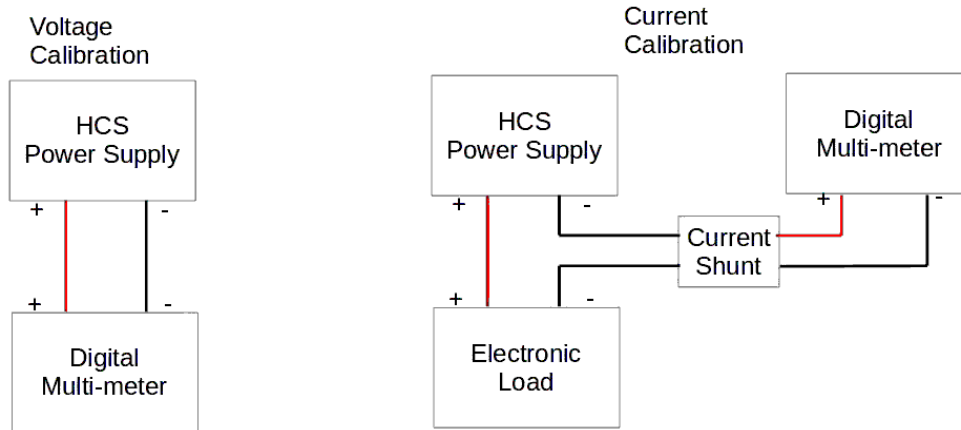 Voltage
Calibration
HCS
Power Supply
+ -
+ -
Digital
Multi-meter
Current
Calibration
HCS
Power Supply
+ -
Digital
Multi-meter
+ -
Current
Shunt
+ -
Electronic
Load